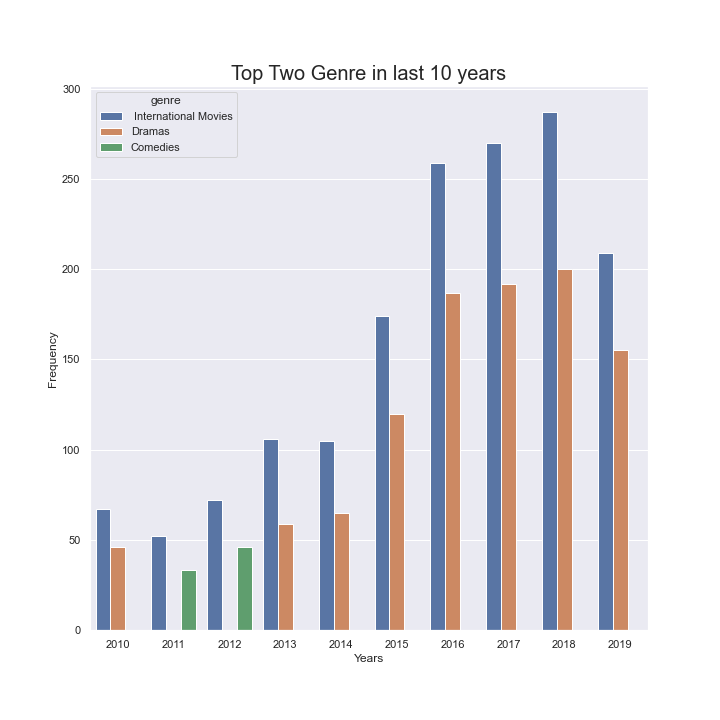 Top Two Genre in last 10 years
genre
International Movies
Dramas
Comedies
300
250
200
150
100
50
0
Frequency
2010 2011 2012 2013 2014 2015 2016 2017 2018 2019
Years